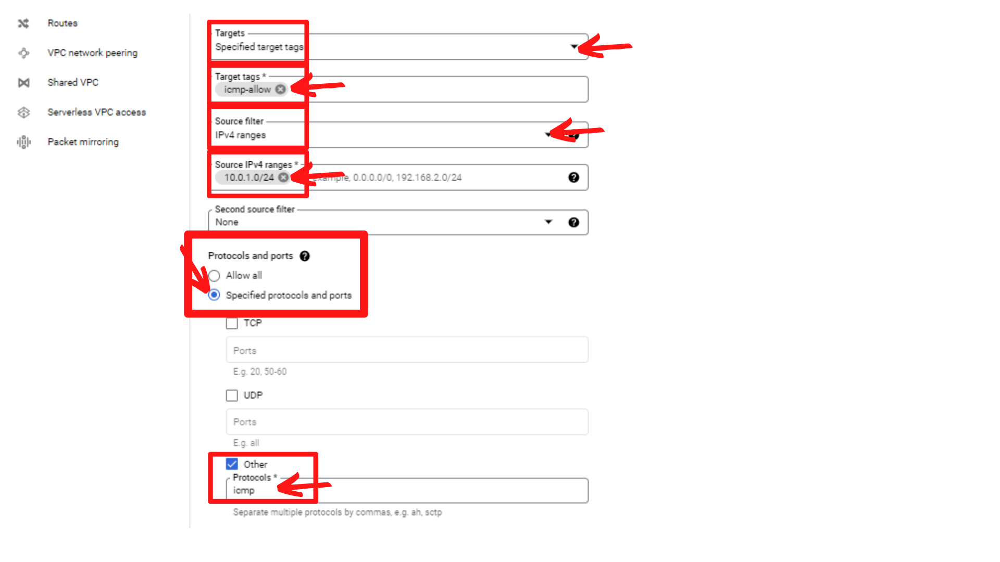 Routes
VPC network peering
Shared VPC
Serverless VPC access
Packet mirroring
Targets
Specified target tags
Target tags *
icmp-allow
Source filter
IPv4 ranges
Source IPv4 ranges *
10.0.1.0/24 example, 0.0.0.0/0, 192.168.2.0/24
Second source filter
None
Protocols and ports
Allow all
Specified protocols and ports
TCP
Ports
E.g. 20, 50-60
UDP
Ports
E.g. all
Other
Protocols *
icmp
Separate multiple protocols by commas, e.g. ah, sctp